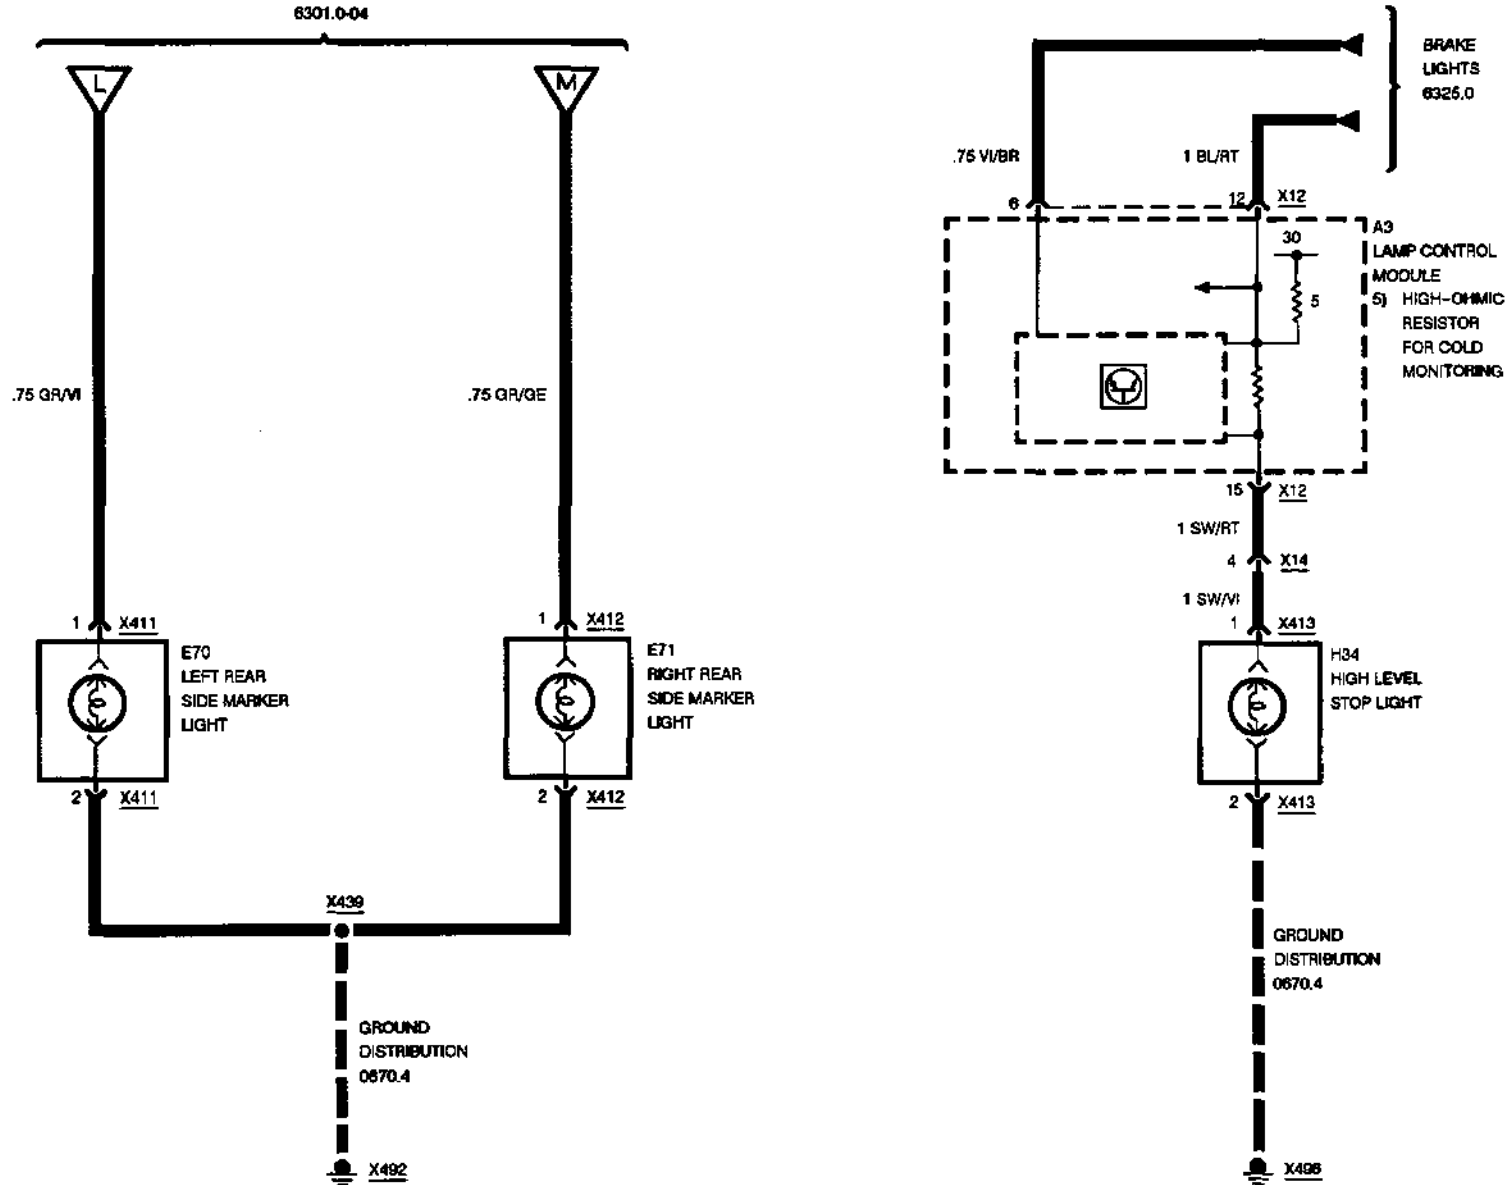 6301.0-04
L
M
.75 GR/VI
.75 GR/GE
1 X411
E70
LEFT REAR
SIDE MARKER
LIGHT
2 X411
1 X412
E71
RIGHT REAR
SIDE MARKER
LIGHT
2 X412
X439
GROUND
DISTRIBUTION
0670.4
X492
BRAKE
LIGHTS
6325.0
.75 VI/BR
1 BL/RT
6
12 X12
A3
LAMP CONTROL
MODULE
5) HIGH-OHMIC
RESISTOR
FOR COLD
MONITORING
30
5
15 X12
1 SW/RT
4 X14
1 SW/VI
1 X413
H34
HIGH LEVEL
STOP LIGHT
2 X413
GROUND
DISTRIBUTION
0670.4